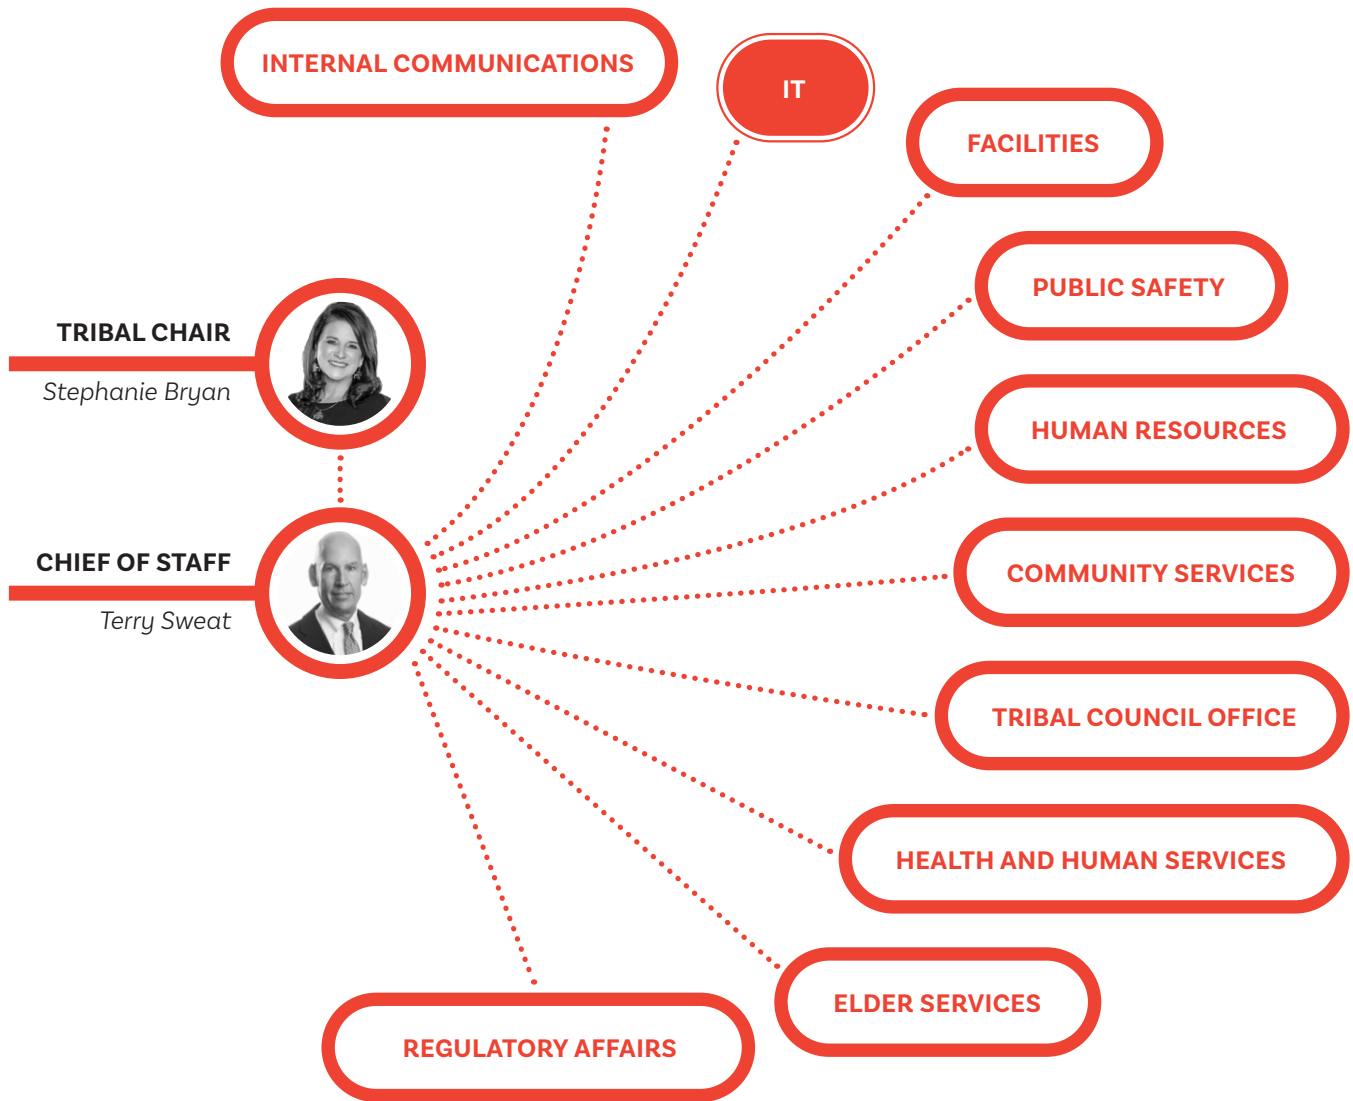 INTERNAL COMMUNICATIONS
IT
FACILITIES
PUBLIC SAFETY
TRIBAL CHAIR
Stephanie Bryan
HUMAN RESOURCES
CHIEF OF STAFF
Terry Sweat
COMMUNITY SERVICES
TRIBAL COUNCIL OFFICE
HEALTH AND HUMAN SERVICES
ELDER SERVICES
REGULATORY AFFAIRS